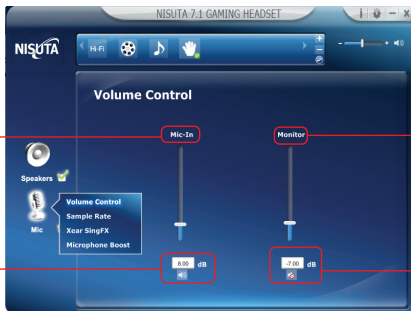 NISUTA 7.1 GAMING HEADSET
i - x
NISUTA
Hi-Fi
- +
Volume Control
Mic-In
Monitor
Speakers
Volume Control
Sample Rate
Xear SingFX
Microphone Boost
Mic
8.00 dB
-7.00 dB